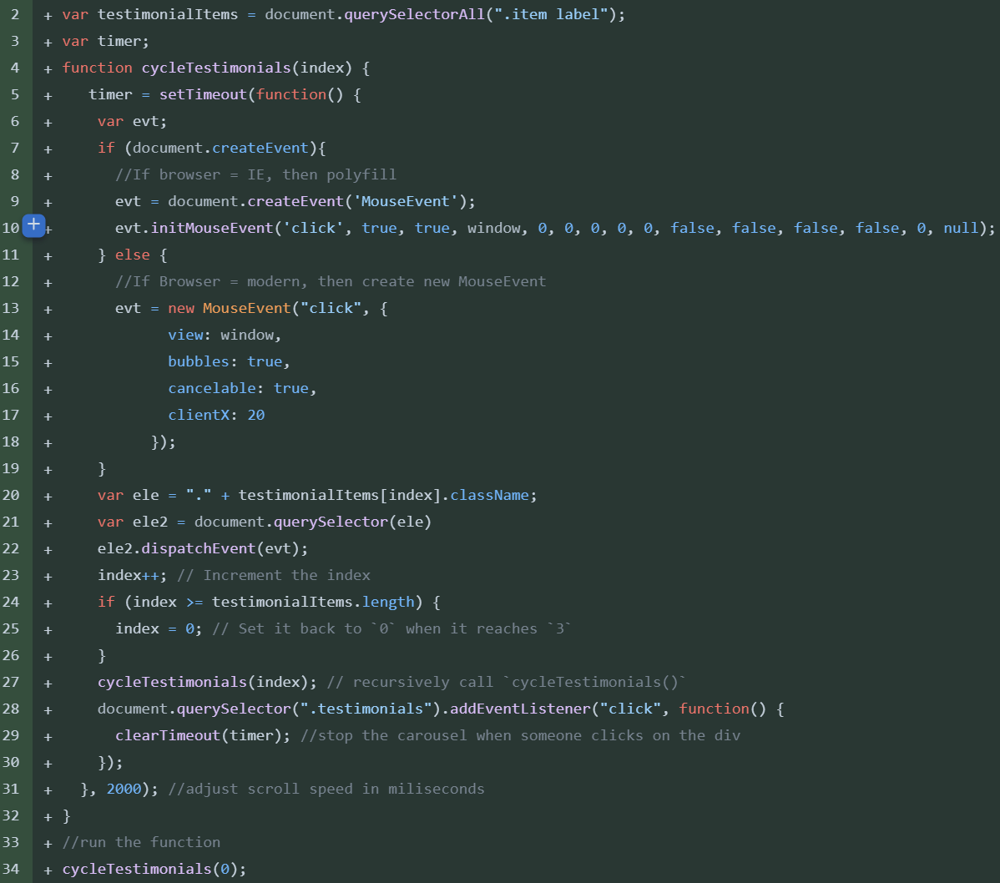 2 + var testimonialItems = document.querySelectorAll(".item label");
3 + var timer;
4 + function cycleTestimonials(index) {
5 +    timer = setTimeout(function() {
6 +     var evt;
7 +     if (document.createEvent){
8 +       //If browser = IE, then polyfill
9 +       evt = document.createEvent('MouseEvent');
10 +       evt.initMouseEvent('click', true, true, window, 0, 0, 0, 0, 0, false, false, false, false, 0, null);
11 +     } else {
12 +       //If Browser = modern, then create new MouseEvent
13 +       evt = new MouseEvent("click", {
14 +             view: window,
15 +             bubbles: true,
16 +             cancelable: true,
17 +             clientX: 20
18 +           });
19 +     }
20 +     var ele = "." + testimonialItems[index].className;
21 +     var ele2 = document.querySelector(ele)
22 +     ele2.dispatchEvent(evt);
23 +     index++; // Increment the index
24 +     if (index >= testimonialItems.length) {
25 +       index = 0; // Set it back to `0` when it reaches `3`
26 +     }
27 +     cycleTestimonials(index); // recursively call `cycleTestimonials()`
28 +     document.querySelector(".testimonials").addEventListener("click", function() {
29 +       clearTimeout(timer); //stop the carousel when someone clicks on the div
30 +     });
31 +   }, 2000); //adjust scroll speed in miliseconds
32 + }
33 + //run the function
34 + cycleTestimonials(0);